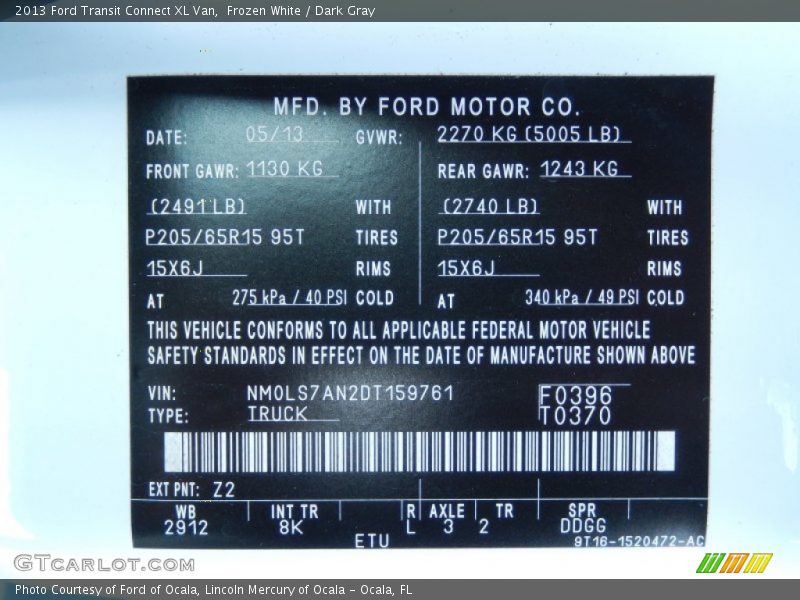 2013 Ford Transit Connect XL Van, Frozen White / Dark Gray
MFD. BY FORD MOTOR CO.
DATE: 05/13 GVWR: 2270 KG (5005 LB)
FRONT GAWR: 1130 KG REAR GAWR: 1243 KG
(2491 LB) WITH (2740 LB) WITH
P205/65R15 95T TIRES P205/65R15 95T TIRES
15X6J RIMS 15X6J RIMS
AT 275 kPa / 40 PSI COLD AT 340 kPa / 49 PSI COLD
THIS VEHICLE CONFORMS TO ALL APPLICABLE FEDERAL MOTOR VEHICLE
SAFETY STANDARDS IN EFFECT ON THE DATE OF MANUFACTURE SHOWN ABOVE
VIN: NM0LS7AN2DT159761 F0396
TYPE: TRUCK T0370
EXT PNT: Z2
WB INT TR R AXLE TR SPR
2912 8K L 3 2 DDGG
ETU 9T16-1520472-AC
GTCARLOT.COM
Photo Courtesy of Ford of Ocala, Lincoln Mercury of Ocala - Ocala, FL